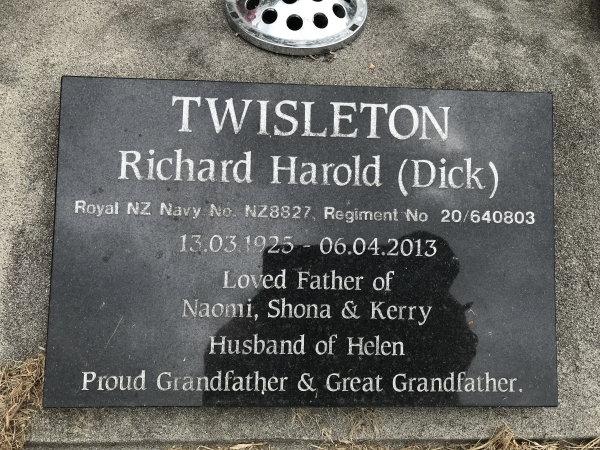 TWISLETON
Richard Harold (Dick)
Royal NZ Navy No. NZ8827, Regiment No 20/640803
13.03.1925 - 06.04.2013
Loved Father of
Naomi, Shona & Kerry
Husband of Helen
Proud Grandfather & Great Grandfather.